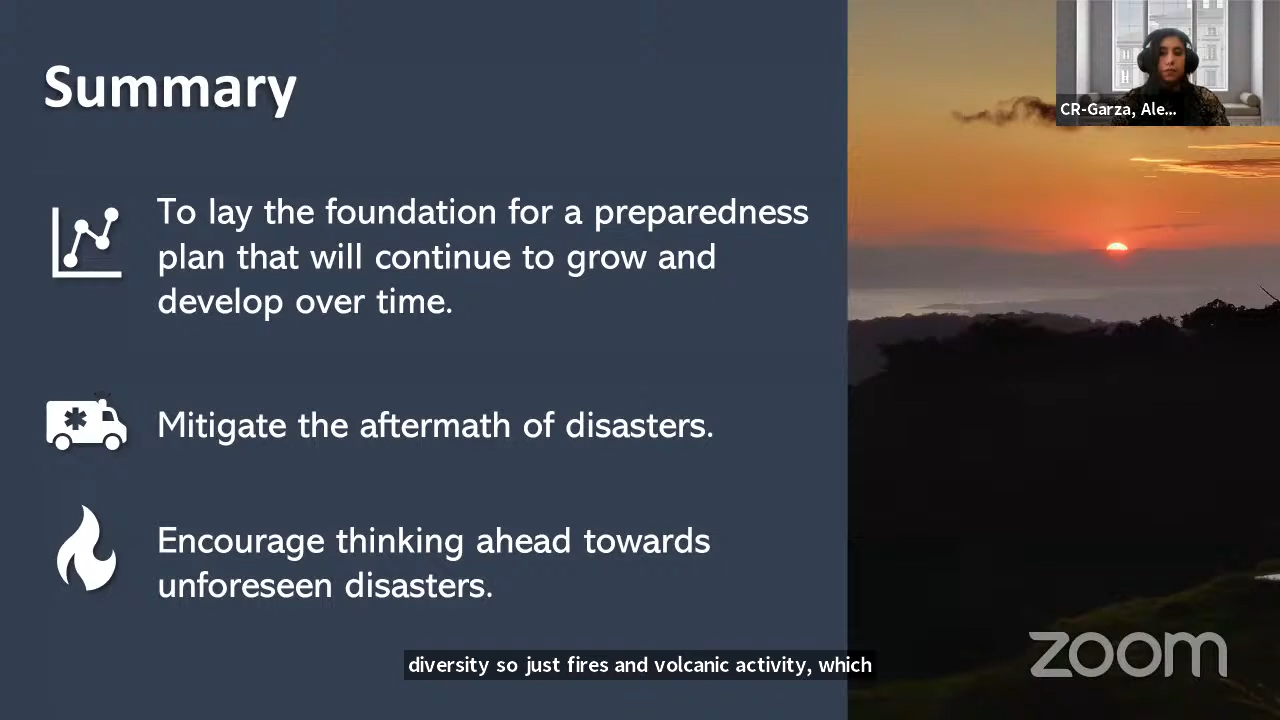 Summary
To lay the foundation for a preparedness
plan that will continue to grow and
develop over time.
Mitigate the aftermath of disasters.
Encourage thinking ahead towards
unforeseen disasters.
CR-Garza, Ale...
diversity so just fires and volcanic activity, which
zoom